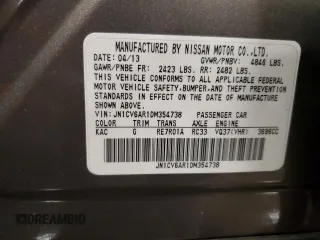 MANUFACTURED BY NISSAN MOTOR CO.,LTD.
DATE: 04/13 GVWR/PNBV: 4846 LBS.
GAWR/PNBE FR: 2423 LBS. RR: 2482 LBS.
THIS VEHICLE CONFORMS TO ALL APPLICABLE FEDERAL
MOTOR VEHICLE SAFETY, BUMPER, AND THEFT
PREVENTION STANDARDS IN EFFECT ON THE DATE OF
MANUFACTURE SHOWN ABOVE.
VIN: JN1CV6AR1DM354738 PASSENGER CAR
COLOR TRIM TRANS AXLE ENGINE
KAC G RE7R01A RC33 VQ37(VHR) 3696CC
JN1CV6AR1DM354738
DREAMBID